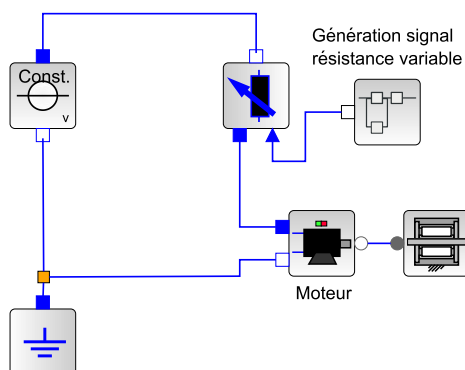 Génération signal
résistance variable
Const.
v
Moteur